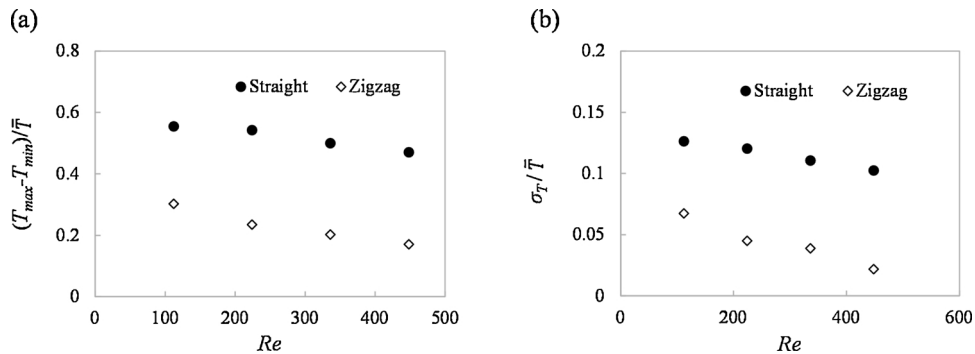 (a)
0.8
0.6
0.4
0.2
0
(T_max-T_min)/T̄
● Straight ◇ Zigzag
0 100 200 300 400 500
Re
(b)
0.2
0.15
0.1
0.05
0
σ_T / T̄
● Straight ◇ Zigzag
0 200 400 600
Re